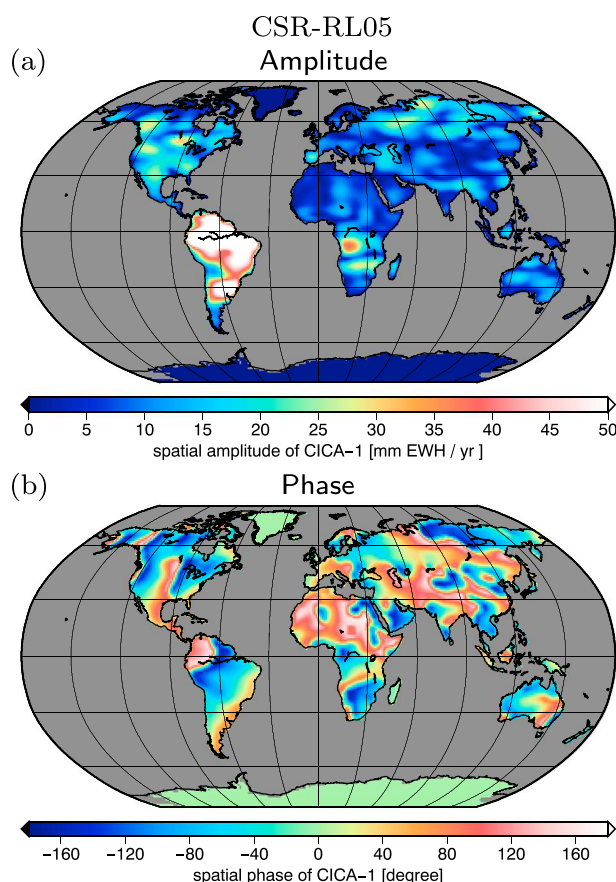 CSR-RL05
(a) Amplitude
0 5 10 15 20 25 30 35 40 45 50
spatial amplitude of CICA-1 [mm EWH / yr ]
(b) Phase
-160 -120 -80 -40 0 40 80 120 160
spatial phase of CICA-1 [degree]